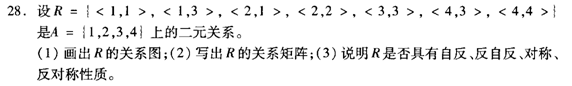 28. 设 R = {<1,1>, <1,3>, <2,1>, <2,2>, <3,3>, <4,3>, <4,4>}
是A = {1,2,3,4} 上的二元关系。
(1) 画出R的关系图;(2) 写出R的关系矩阵;(3) 说明R是否具有自反、反自反、对称、
反对称性质。